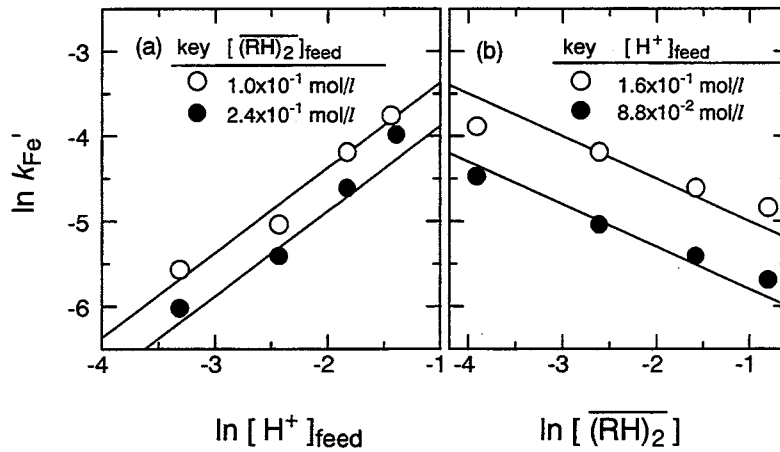 (a) key [(RH)₂]feed
○ 1.0x10⁻¹ mol/l
● 2.4x10⁻¹ mol/l
(b) key [H⁺]feed
○ 1.6x10⁻¹ mol/l
● 8.8x10⁻² mol/l
-3
-4
-5
-6
ln kFe'
-4 -3 -2 -1
-4 -3 -2 -1
ln [ H⁺ ]feed
ln [ (RH)₂ ]